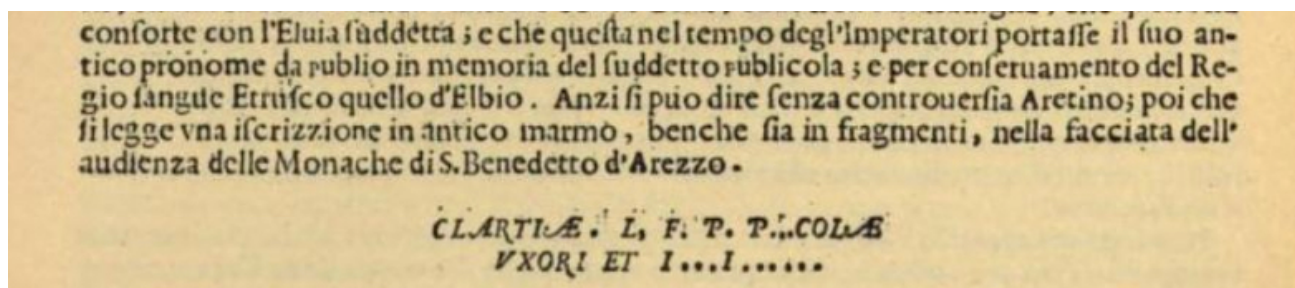 conſorte con l'Eluia ſuddetta ; e che queſta nel tempo degl'Imperatori portaſſe il ſuo an-
tico pronome da publio in memoria del ſuddetto publicola ; e per conſeruamento del Re-
gio ſangue Etruſco quello d'Elbio . Anzi ſi puo dire ſenza controuerſia Aretino; poi che
ſi legge vna iſcrizzione in antico marmo , benche ſia in fragmenti, nella facciata dell'
audienza delle Monache di S. Benedetto d'Arezzo .
CLARTIÆ . L, F. P. P...COLÆ
VXORI ET I...I......